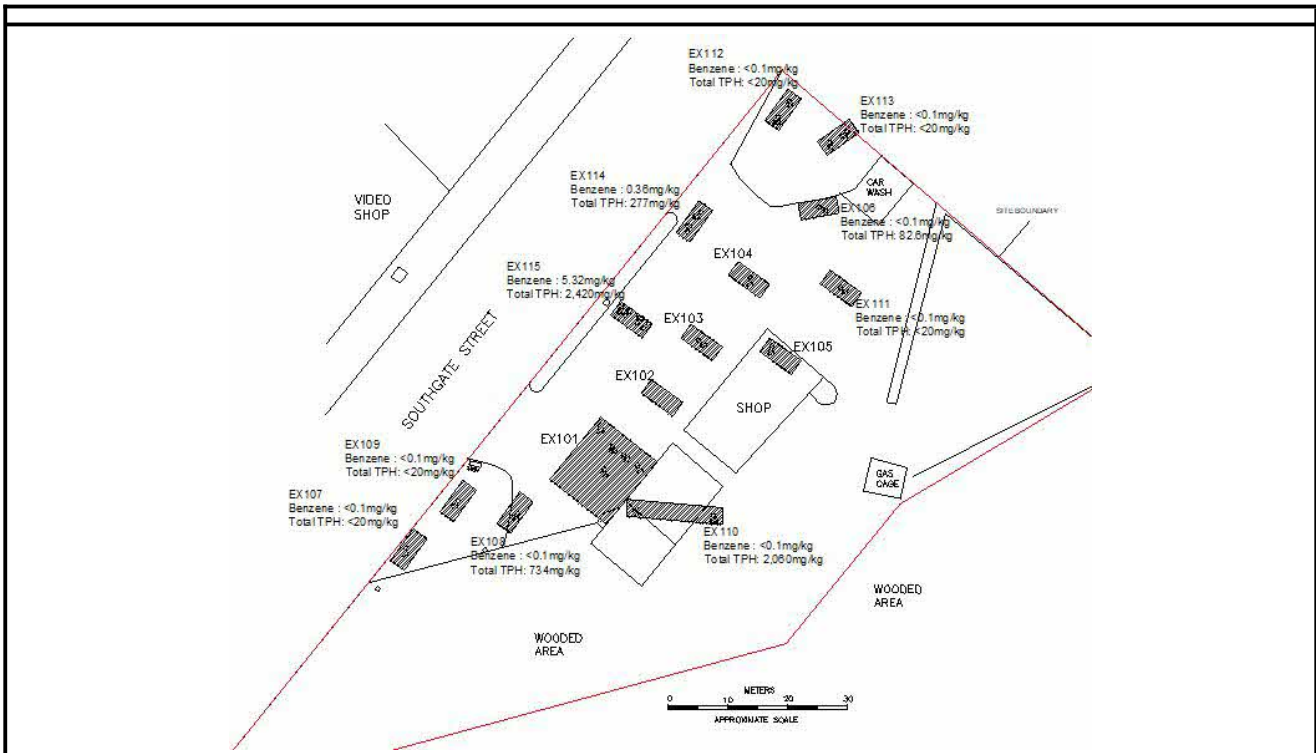 EX112
Benzene : <0.1mg/kg
Total TPH: <20mg/kg
EX113
Benzene : <0.1mg/kg
Total TPH: <20mg/kg
EX114
Benzene : 0.36mg/kg
Total TPH: 277mg/kg
CAR
WASH
VIDEO
SHOP
EX106
Benzene : <0.1mg/kg
Total TPH: 82.6mg/kg
SITE BOUNDARY
EX104
EX115
Benzene : 5.32mg/kg
Total TPH: 2,420mg/kg
EX111
Benzene : <0.1mg/kg
Total TPH: <20mg/kg
EX103
EX105
SOUTHGATE STREET
EX102
SHOP
EX101
EX109
Benzene : <0.1mg/kg
Total TPH: <20mg/kg
GAS
CAGE
EX107
Benzene : <0.1mg/kg
Total TPH: <20mg/kg
EX108
Benzene : <0.1mg/kg
Total TPH: 734mg/kg
EX110
Benzene : <0.1mg/kg
Total TPH: 2,060mg/kg
WOODED
AREA
WOODED
AREA
METERS
0 10 20 30
APPROXIMATE SCALE